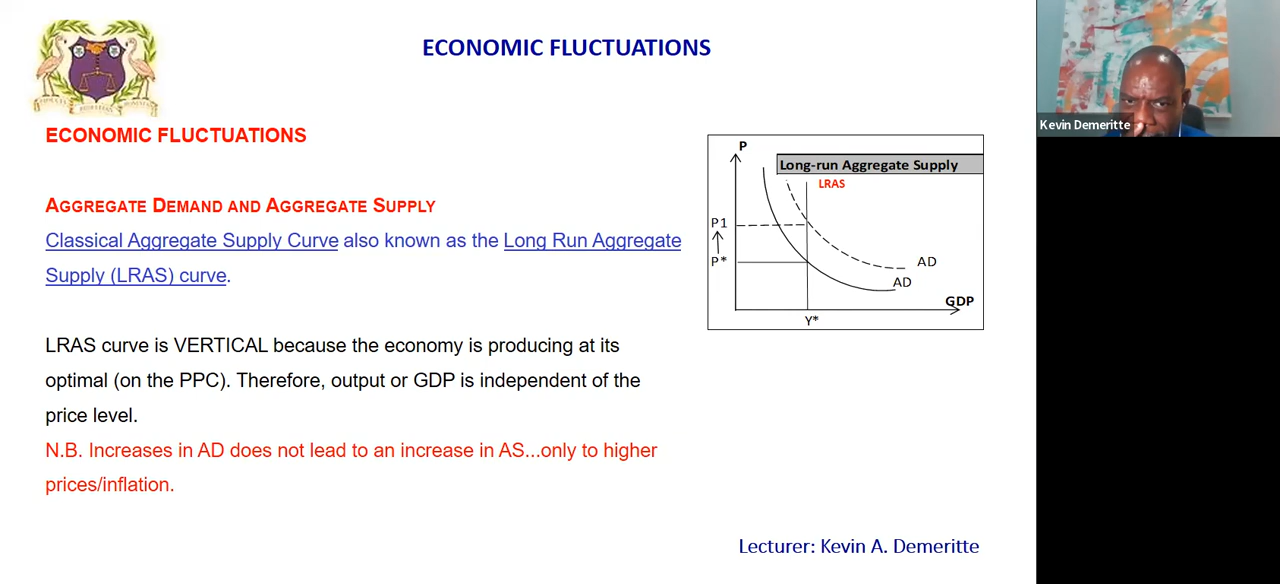 ECONOMIC FLUCTUATIONS
ECONOMIC FLUCTUATIONS
AGGREGATE DEMAND AND AGGREGATE SUPPLY
Classical Aggregate Supply Curve also known as the Long Run Aggregate
Supply (LRAS) curve.
LRAS curve is VERTICAL because the economy is producing at its
optimal (on the PPC). Therefore, output or GDP is independent of the
price level.
N.B. Increases in AD does not lead to an increase in AS...only to higher
prices/inflation.
P
Long-run Aggregate Supply
LRAS
P1
P*
AD
AD
GDP
Y*
Lecturer: Kevin A. Demeritte
Kevin Demeritte